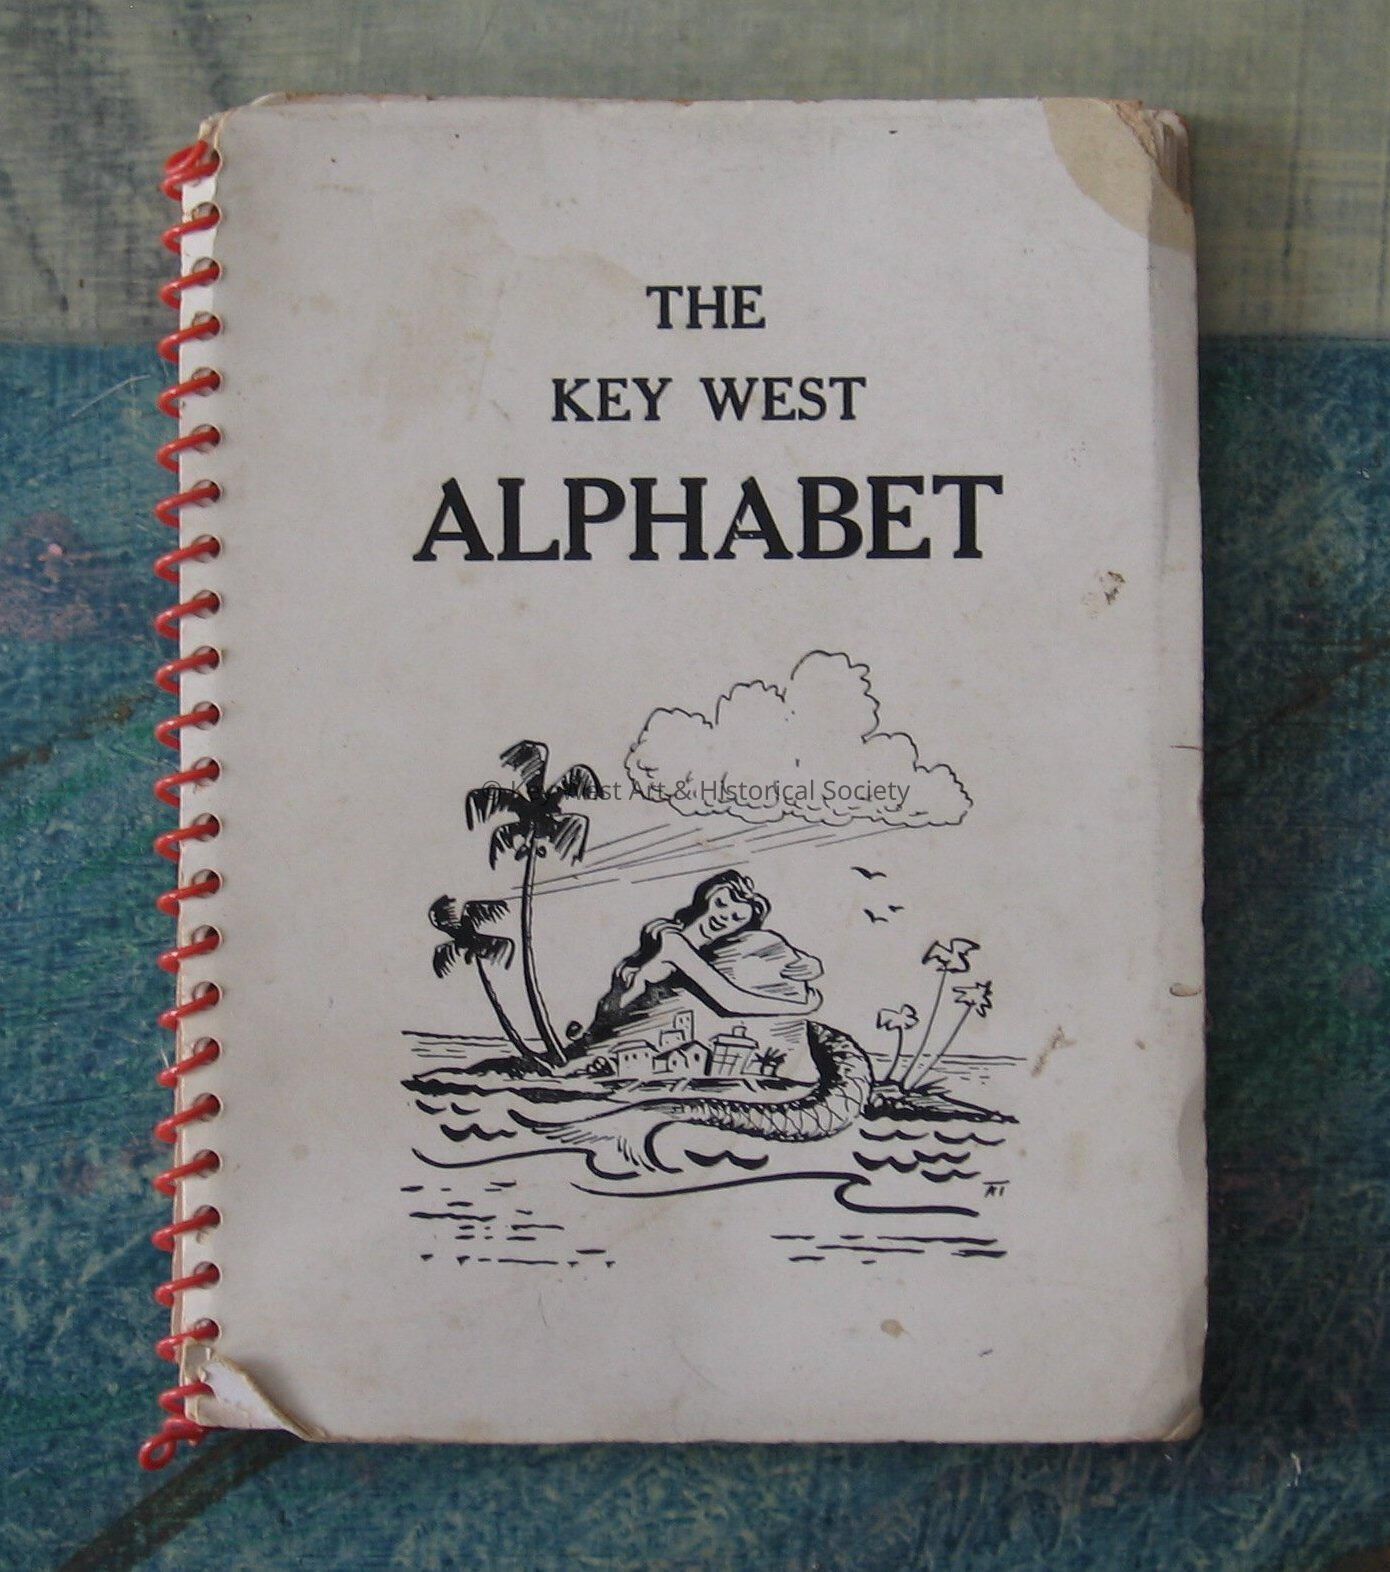 THE
KEY WEST
ALPHABET
© Key West Art & Historical Society